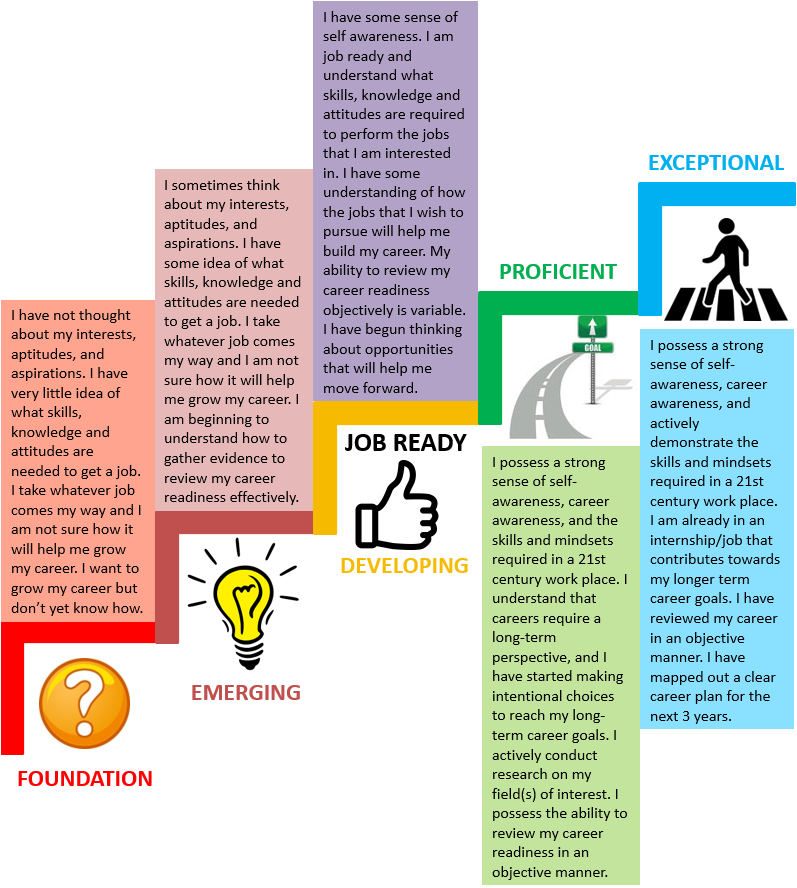 I have not thought
about my interests,
aptitudes, and
aspirations. I have
very little idea of
what skills,
knowledge and
attitudes are
needed to get a job.
I take whatever job
comes my way and I
am not sure how it
will help me grow
my career. I want to
grow my career but
don't yet know how.
FOUNDATION
I sometimes think
about my interests,
aptitudes, and
aspirations. I have
some idea of what
skills, knowledge and
attitudes are needed
to get a job. I take
whatever job comes
my way and I am not
sure how it will help
me grow my career. I
am beginning to
understand how to
gather evidence to
review my career
readiness effectively.
EMERGING
I have some sense of
self awareness. I am
job ready and
understand what
skills, knowledge and
attitudes are required
to perform the jobs
that I am interested
in. I have some
understanding of how
the jobs that I wish to
pursue will help me
build my career. My
ability to review my
career readiness
objectively is variable.
I have begun thinking
about opportunities
that will help me
move forward.
JOB READY
DEVELOPING
PROFICIENT
GOAL
I possess a strong
sense of self-
awareness, career
awareness, and the
skills and mindsets
required in a 21st
century work place. I
understand that
careers require a
long-term
perspective, and I
have started making
intentional choices
to reach my long-
term career goals. I
actively conduct
research on my
field(s) of interest. I
possess the ability to
review my career
readiness in an
objective manner.
EXCEPTIONAL
I possess a strong
sense of self-
awareness, career
awareness, and
actively
demonstrate the
skills and mindsets
required in a 21st
century work place.
I am already in an
internship/job that
contributes towards
my longer term
career goals. I have
reviewed my career
in an objective
manner. I have
mapped out a clear
career plan for the
next 3 years.